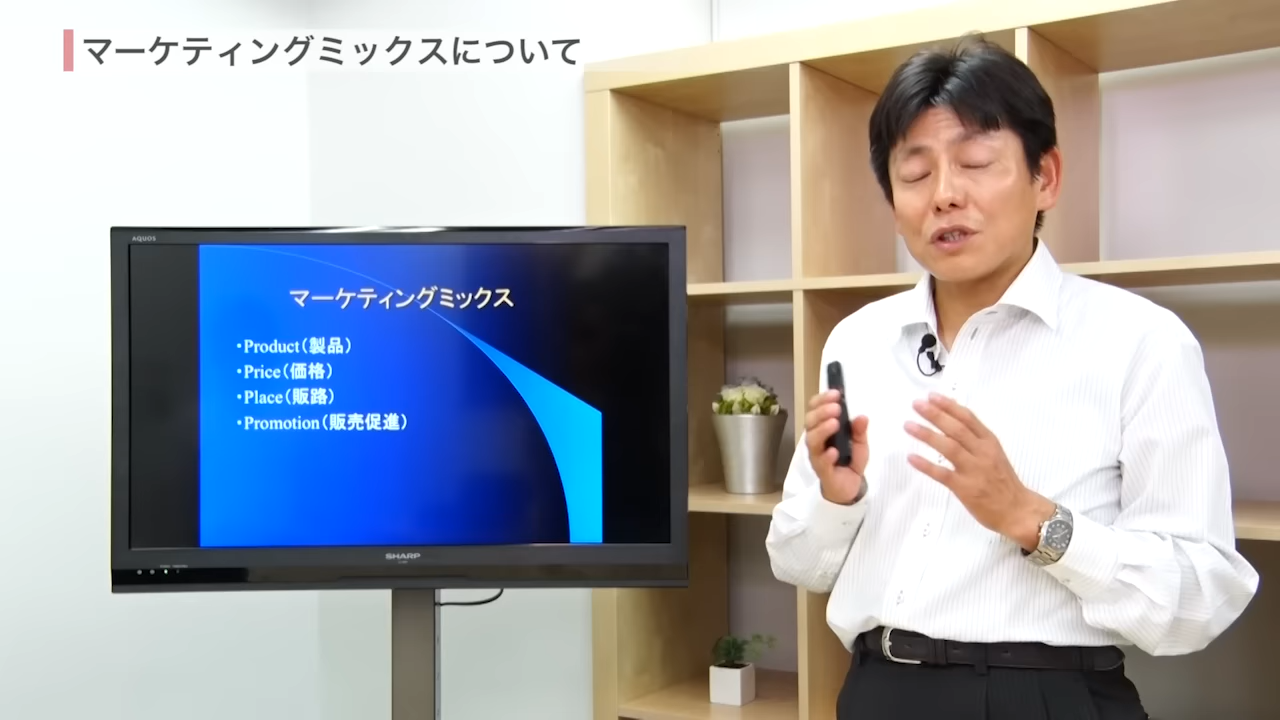 マーケティングミックスについて
AQUOS
マーケティングミックス
・Product（製品）
・Price（価格）
・Place（販路）
・Promotion（販売促進）
SHARP